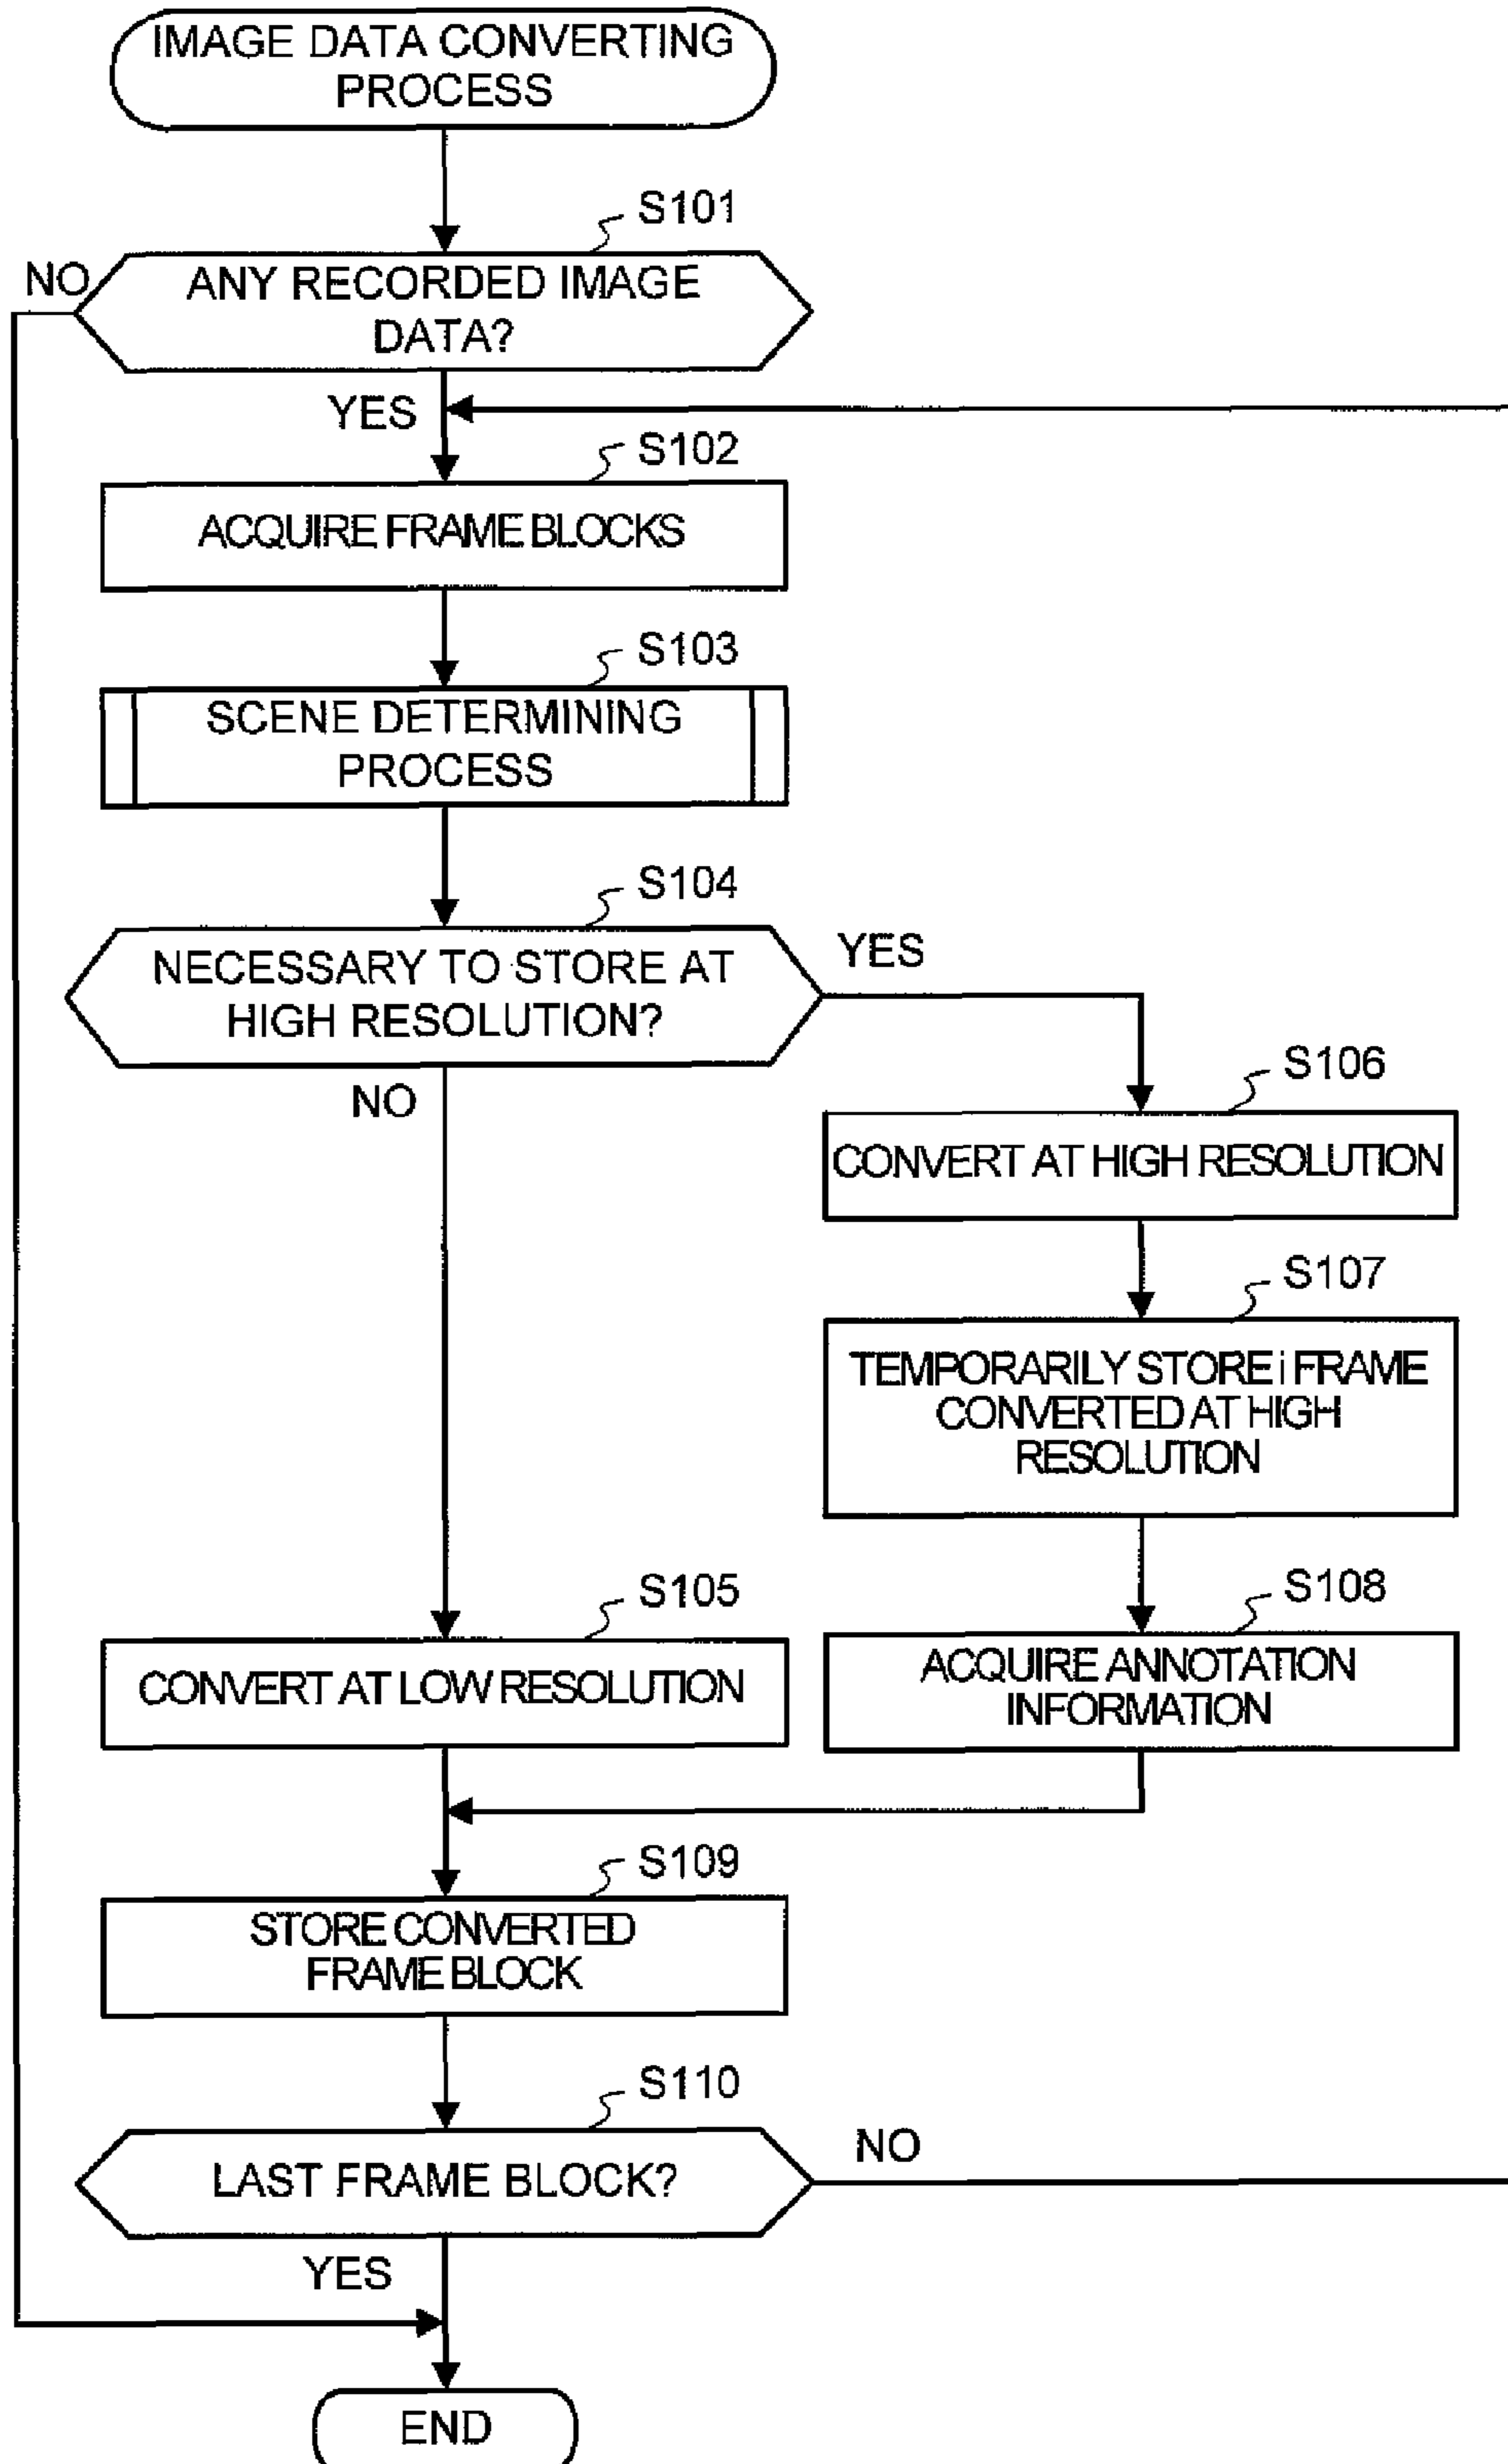 IMAGE DATA CONVERTING
PROCESS
S101
NO
ANY RECORDED IMAGE
DATA?
YES
S102
ACQUIRE FRAME BLOCKS
S103
SCENE DETERMINING
PROCESS
S104
NECESSARY TO STORE AT
HIGH RESOLUTION?
YES
NO
S106
CONVERT AT HIGH RESOLUTION
S107
TEMPORARILY STORE i FRAME
CONVERTED AT HIGH
RESOLUTION
S105
CONVERT AT LOW RESOLUTION
S108
ACQUIRE ANNOTATION
INFORMATION
S109
STORE CONVERTED
FRAME BLOCK
S110
LAST FRAME BLOCK?
NO
YES
END